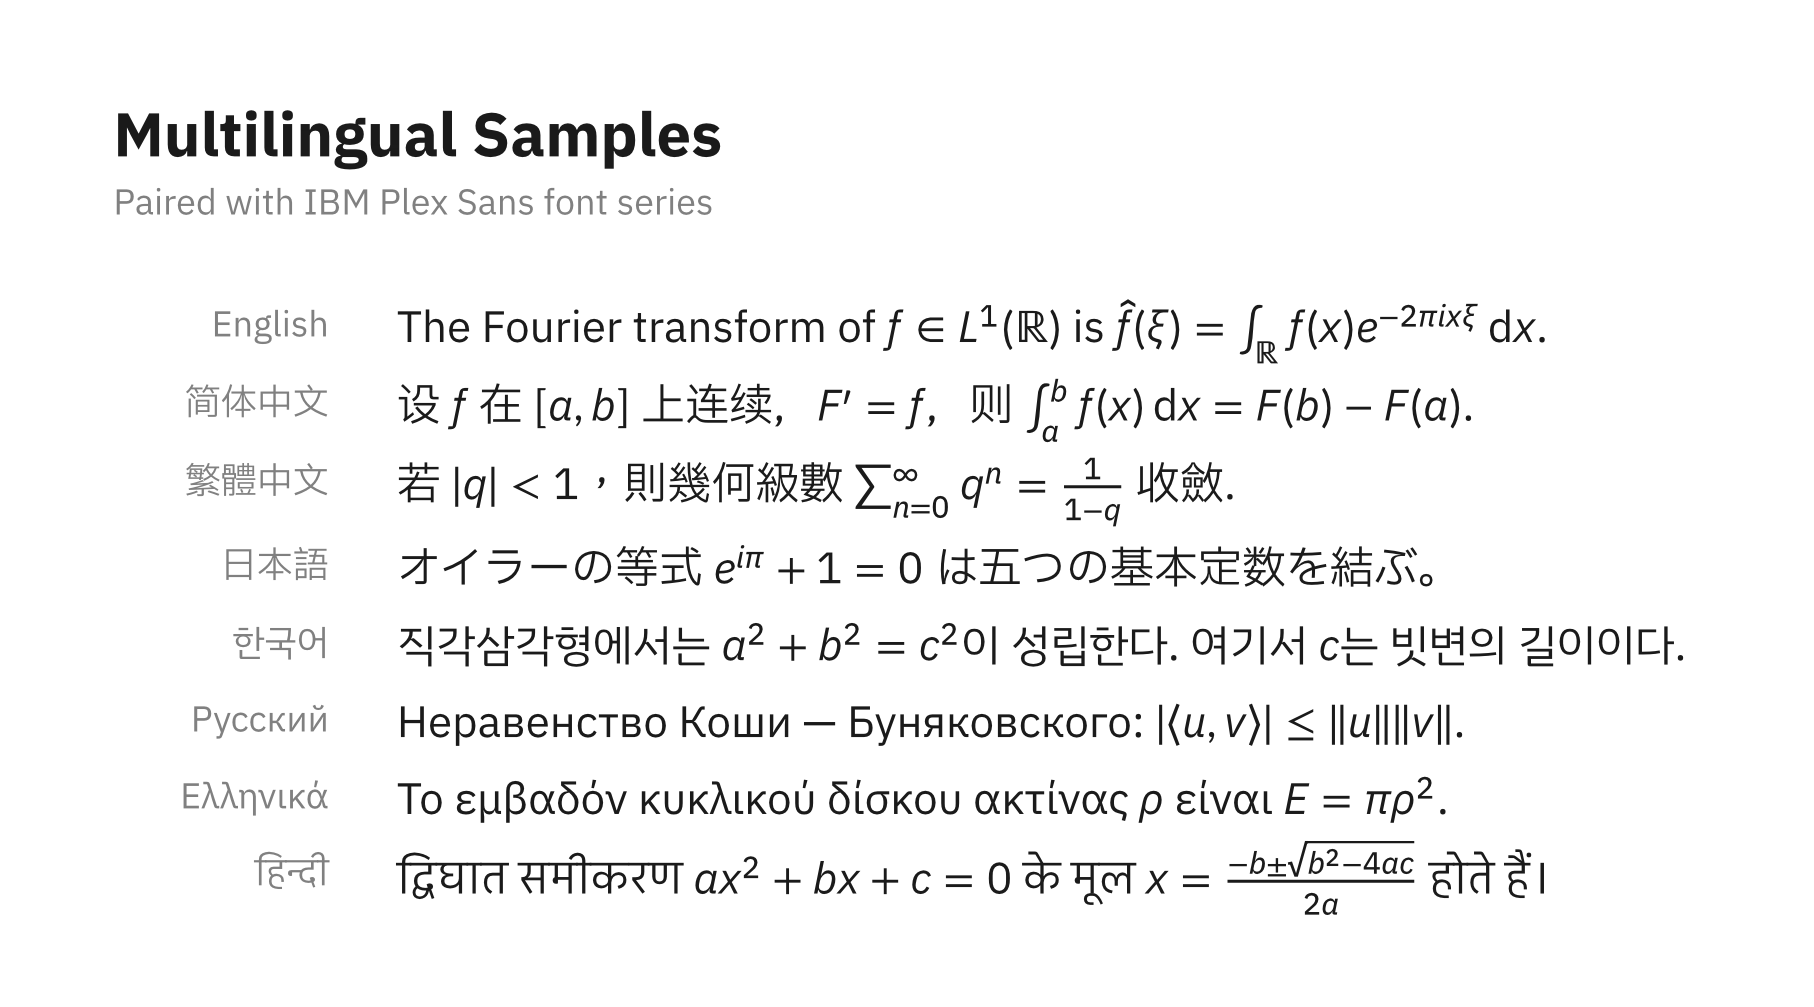 Multilingual Samples
Paired with IBM Plex Sans font series
English The Fourier transform of f ∈ L¹(ℝ) is f̂(ξ) = ∫_ℝ f(x)e^{−2πixξ} dx.
简体中文 设 f 在 [a, b] 上连续，F′ = f，则 ∫_a^b f(x) dx = F(b) − F(a).
繁體中文 若 |q| < 1，則幾何級數 ∑_{n=0}^∞ qⁿ = \frac{1}{1−q} 收斂.
日本語 オイラーの等式 e^{iπ} + 1 = 0 は五つの基本定数を結ぶ。
한국어 직각삼각형에서는 a² + b² = c²이 성립한다. 여기서 c는 빗변의 길이이다.
Русский Неравенство Коши — Буняковского: |⟨u, v⟩| ≤ ‖u‖‖v‖.
Ελληνικά Το εμβαδόν κυκλικού δίσκου ακτίνας ρ είναι E = πρ².
हिन्दी द्विघात समीकरण ax² + bx + c = 0 के मूल x = \frac{−b±√{b²−4ac}}{2a} होते हैं।